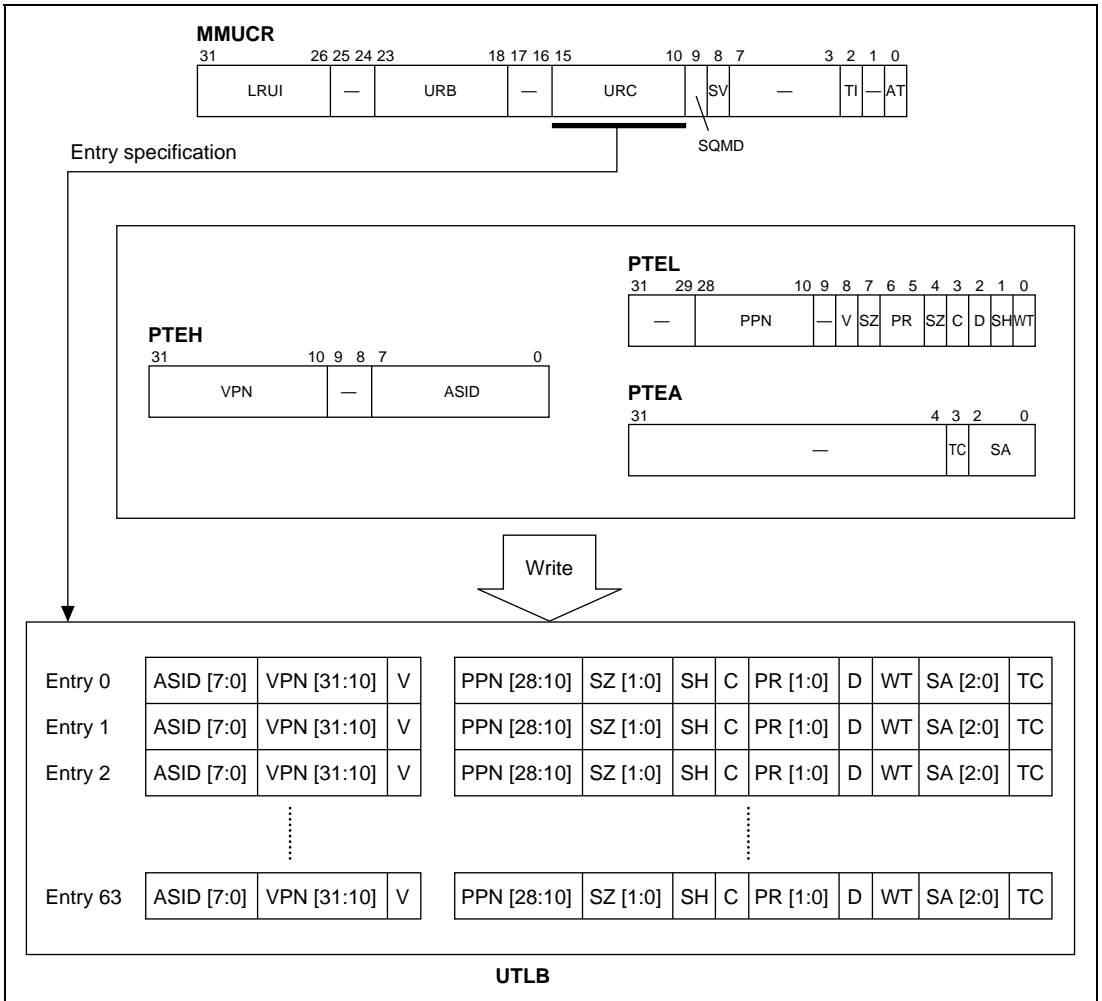 MMUCR
31 26 25 24 23 18 17 16 15 10 9 8 7 3 2 1 0
LRUI — URB — URC SV — TI — AT
SQMD
Entry specification
PTEL
31 29 28 10 9 8 7 6 5 4 3 2 1 0
— PPN — V SZ PR SZ C D SH WT
PTEH
31 10 9 8 7 0
VPN — ASID
PTEA
31 4 3 2 0
— TC SA
Write
Entry 0 ASID [7:0] VPN [31:10] V PPN [28:10] SZ [1:0] SH C PR [1:0] D WT SA [2:0] TC
Entry 1 ASID [7:0] VPN [31:10] V PPN [28:10] SZ [1:0] SH C PR [1:0] D WT SA [2:0] TC
Entry 2 ASID [7:0] VPN [31:10] V PPN [28:10] SZ [1:0] SH C PR [1:0] D WT SA [2:0] TC
Entry 63 ASID [7:0] VPN [31:10] V PPN [28:10] SZ [1:0] SH C PR [1:0] D WT SA [2:0] TC
UTLB